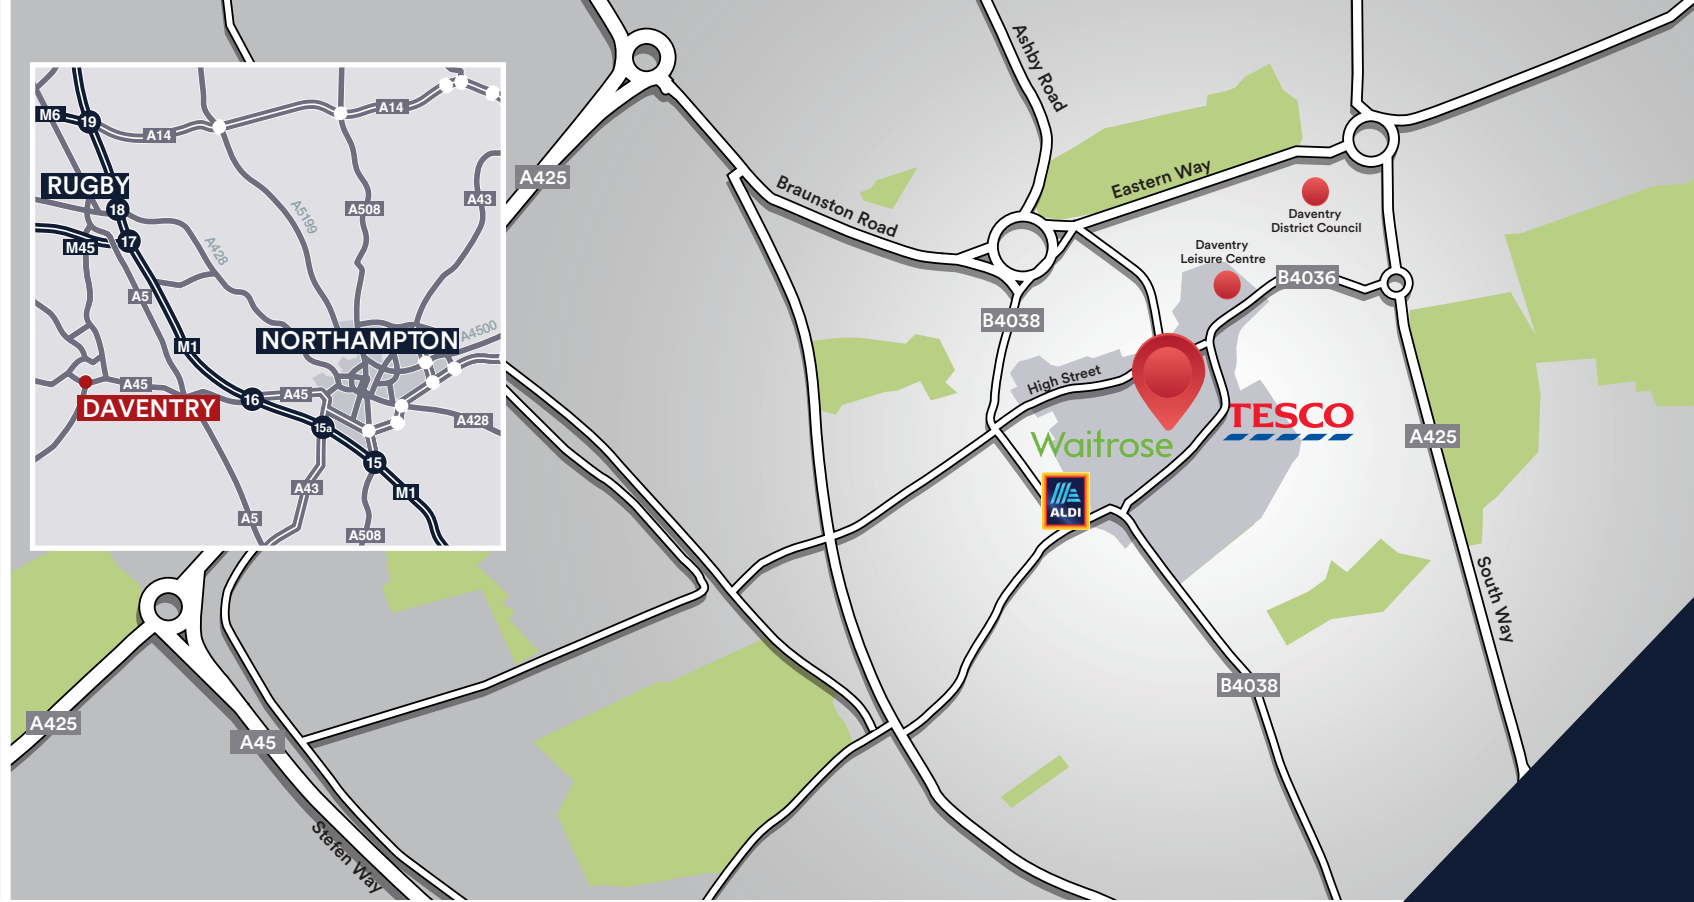 M6
19
A14
A14
RUGBY
18
A5199
A508
A43
M45
17
A428
A5
M1
NORTHAMPTON
A4500
A45
DAVENTRY
16
A45
15a
A428
15
A43
M1
A5
A508
A425
Ashby Road
Braunston Road
Eastern Way
Daventry
District Council
Daventry
Leisure Centre
B4036
B4038
High Street
TESCO
Waitrose
ALDI
A425
South Way
B4038
A425
A45
Stefen Way